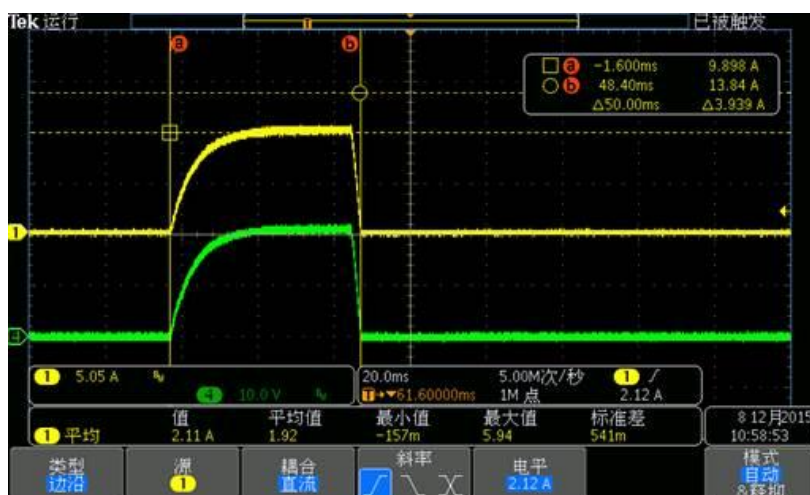 Tek 运行 已被触发
a b
a -1.600ms 9.898 A
b 48.40ms 13.84 A
Δ50.00ms Δ3.939 A
1
4
1 5.05 A 20.0ms 5.00M次/秒 1
4 10.0 V T→▼61.60000ms 1M 点 2.12 A
值 平均值 最小值 最大值 标准差
1 平均 2.11 A 1.92 -157m 5.94 541m
8 12月2015
10:58:53
类型 源 耦合 斜率 电平 模式
边沿 1 直流 2.12 A 自动
&释抑